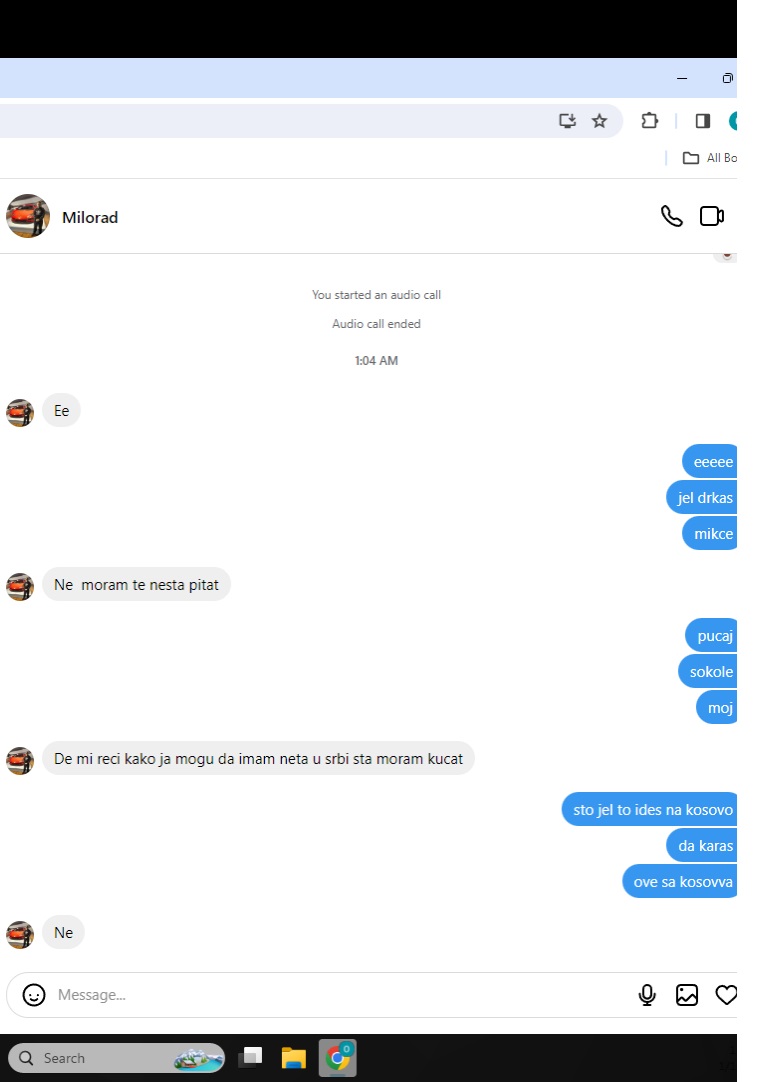 All Bo
Milorad
You started an audio call
Audio call ended
1:04 AM
Ee
eeeee
jel drkas
mikce
Ne moram te nesta pitat
pucaj
sokole
moj
De mi reci kako ja mogu da imam neta u srbi sta moram kucat
sto jel to ides na kosovo
da karas
ove sa kosovva
Ne
Message...
Search
0